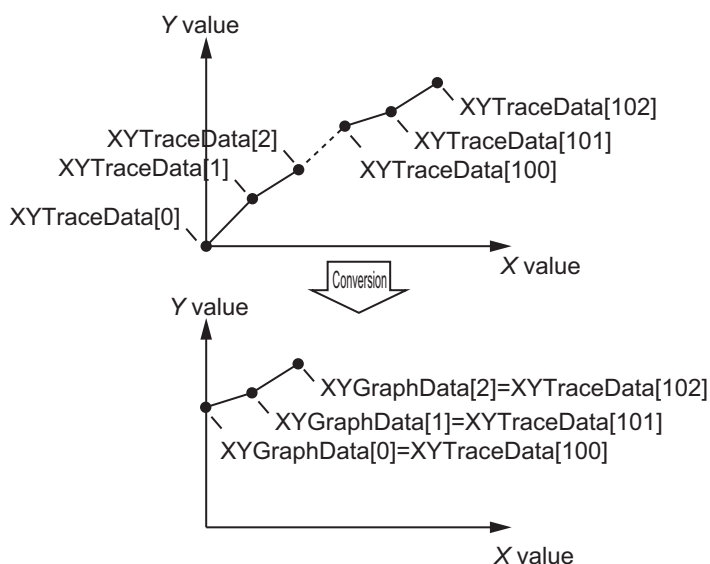 Y value
XYTraceData[102]
XYTraceData[2]
XYTraceData[101]
XYTraceData[1]
XYTraceData[100]
XYTraceData[0]
X value
Conversion
Y value
XYGraphData[2]=XYTraceData[102]
XYGraphData[1]=XYTraceData[101]
XYGraphData[0]=XYTraceData[100]
X value